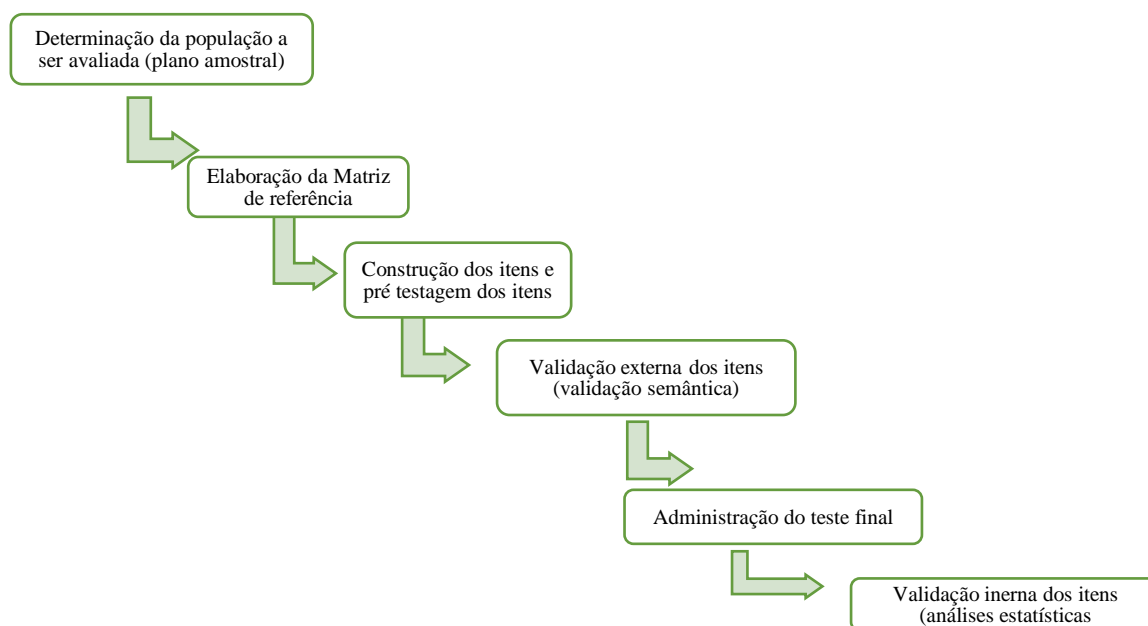 Determinação da população a
ser avaliada (plano amostral)
Elaboração da Matriz
de referência
Construção dos itens e
pré testagem dos itens
Validação externa dos itens
(validação semântica)
Administração do teste final
Validação inerna dos itens
(análises estatísticas